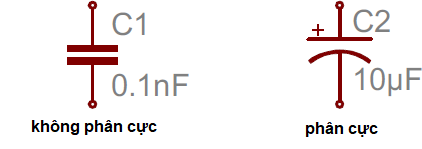 C1
0.1nF
không phân cực
+
C2
10µF
phân cực